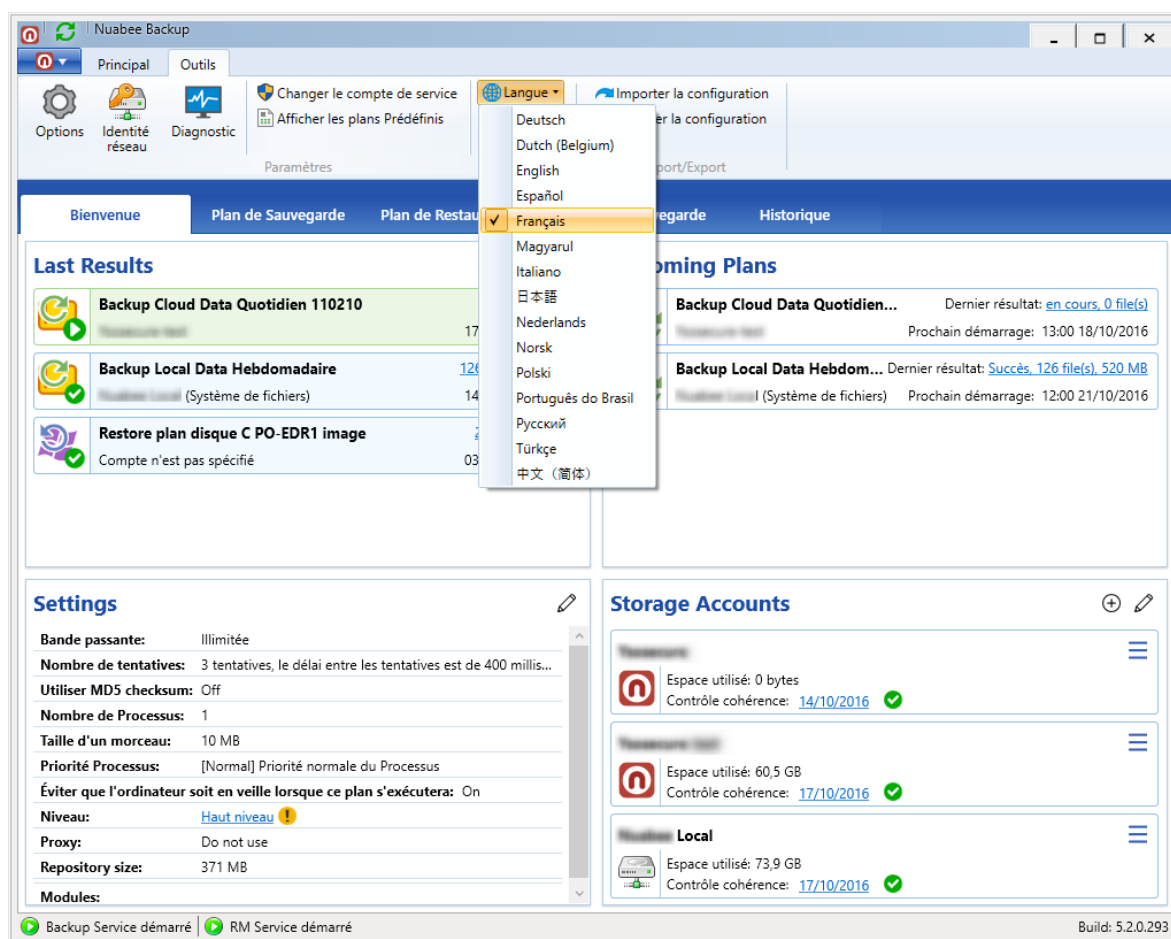 Nuabee Backup
Principal Outils
Options
Identité réseau
Diagnostic
Changer le compte de service
Afficher les plans Prédéfinis
Paramètres
Langue
Importer la configuration
er la configuration
port/Export
Deutsch
Dutch (Belgium)
English
Español
Français
Magyarul
Italiano
日本語
Nederlands
Norsk
Polski
Português do Brasil
Русский
Türkçe
中文（简体）
Bienvenue Plan de Sauvegarde Plan de Restau egarde Historique
Last Results
Backup Cloud Data Quotidien 110210
17
Backup Local Data Hebdomadaire 126
(Système de fichiers) 14
Restore plan disque C PO-EDR1 image 2
Compte n'est pas spécifié 03
oming Plans
Backup Cloud Data Quotidien... Dernier résultat: en cours, 0 file(s)
Prochain démarrage: 13:00 18/10/2016
Backup Local Data Hebdom... Dernier résultat: Succès, 126 file(s), 520 MB
l (Système de fichiers) Prochain démarrage: 12:00 21/10/2016
Settings
Bande passante: Illimitée
Nombre de tentatives: 3 tentatives, le délai entre les tentatives est de 400 millis...
Utiliser MD5 checksum: Off
Nombre de Processus: 1
Taille d'un morceau: 10 MB
Priorité Processus: [Normal] Priorité normale du Processus
Éviter que l'ordinateur soit en veille lorsque ce plan s'exécutera: On
Niveau: Haut niveau
Proxy: Do not use
Repository size: 371 MB
Modules:
Storage Accounts
Espace utilisé: 0 bytes
Contrôle cohérence: 14/10/2016
Espace utilisé: 60,5 GB
Contrôle cohérence: 17/10/2016
Local
Espace utilisé: 73,9 GB
Contrôle cohérence: 17/10/2016
Backup Service démarré RM Service démarré Build: 5.2.0.293